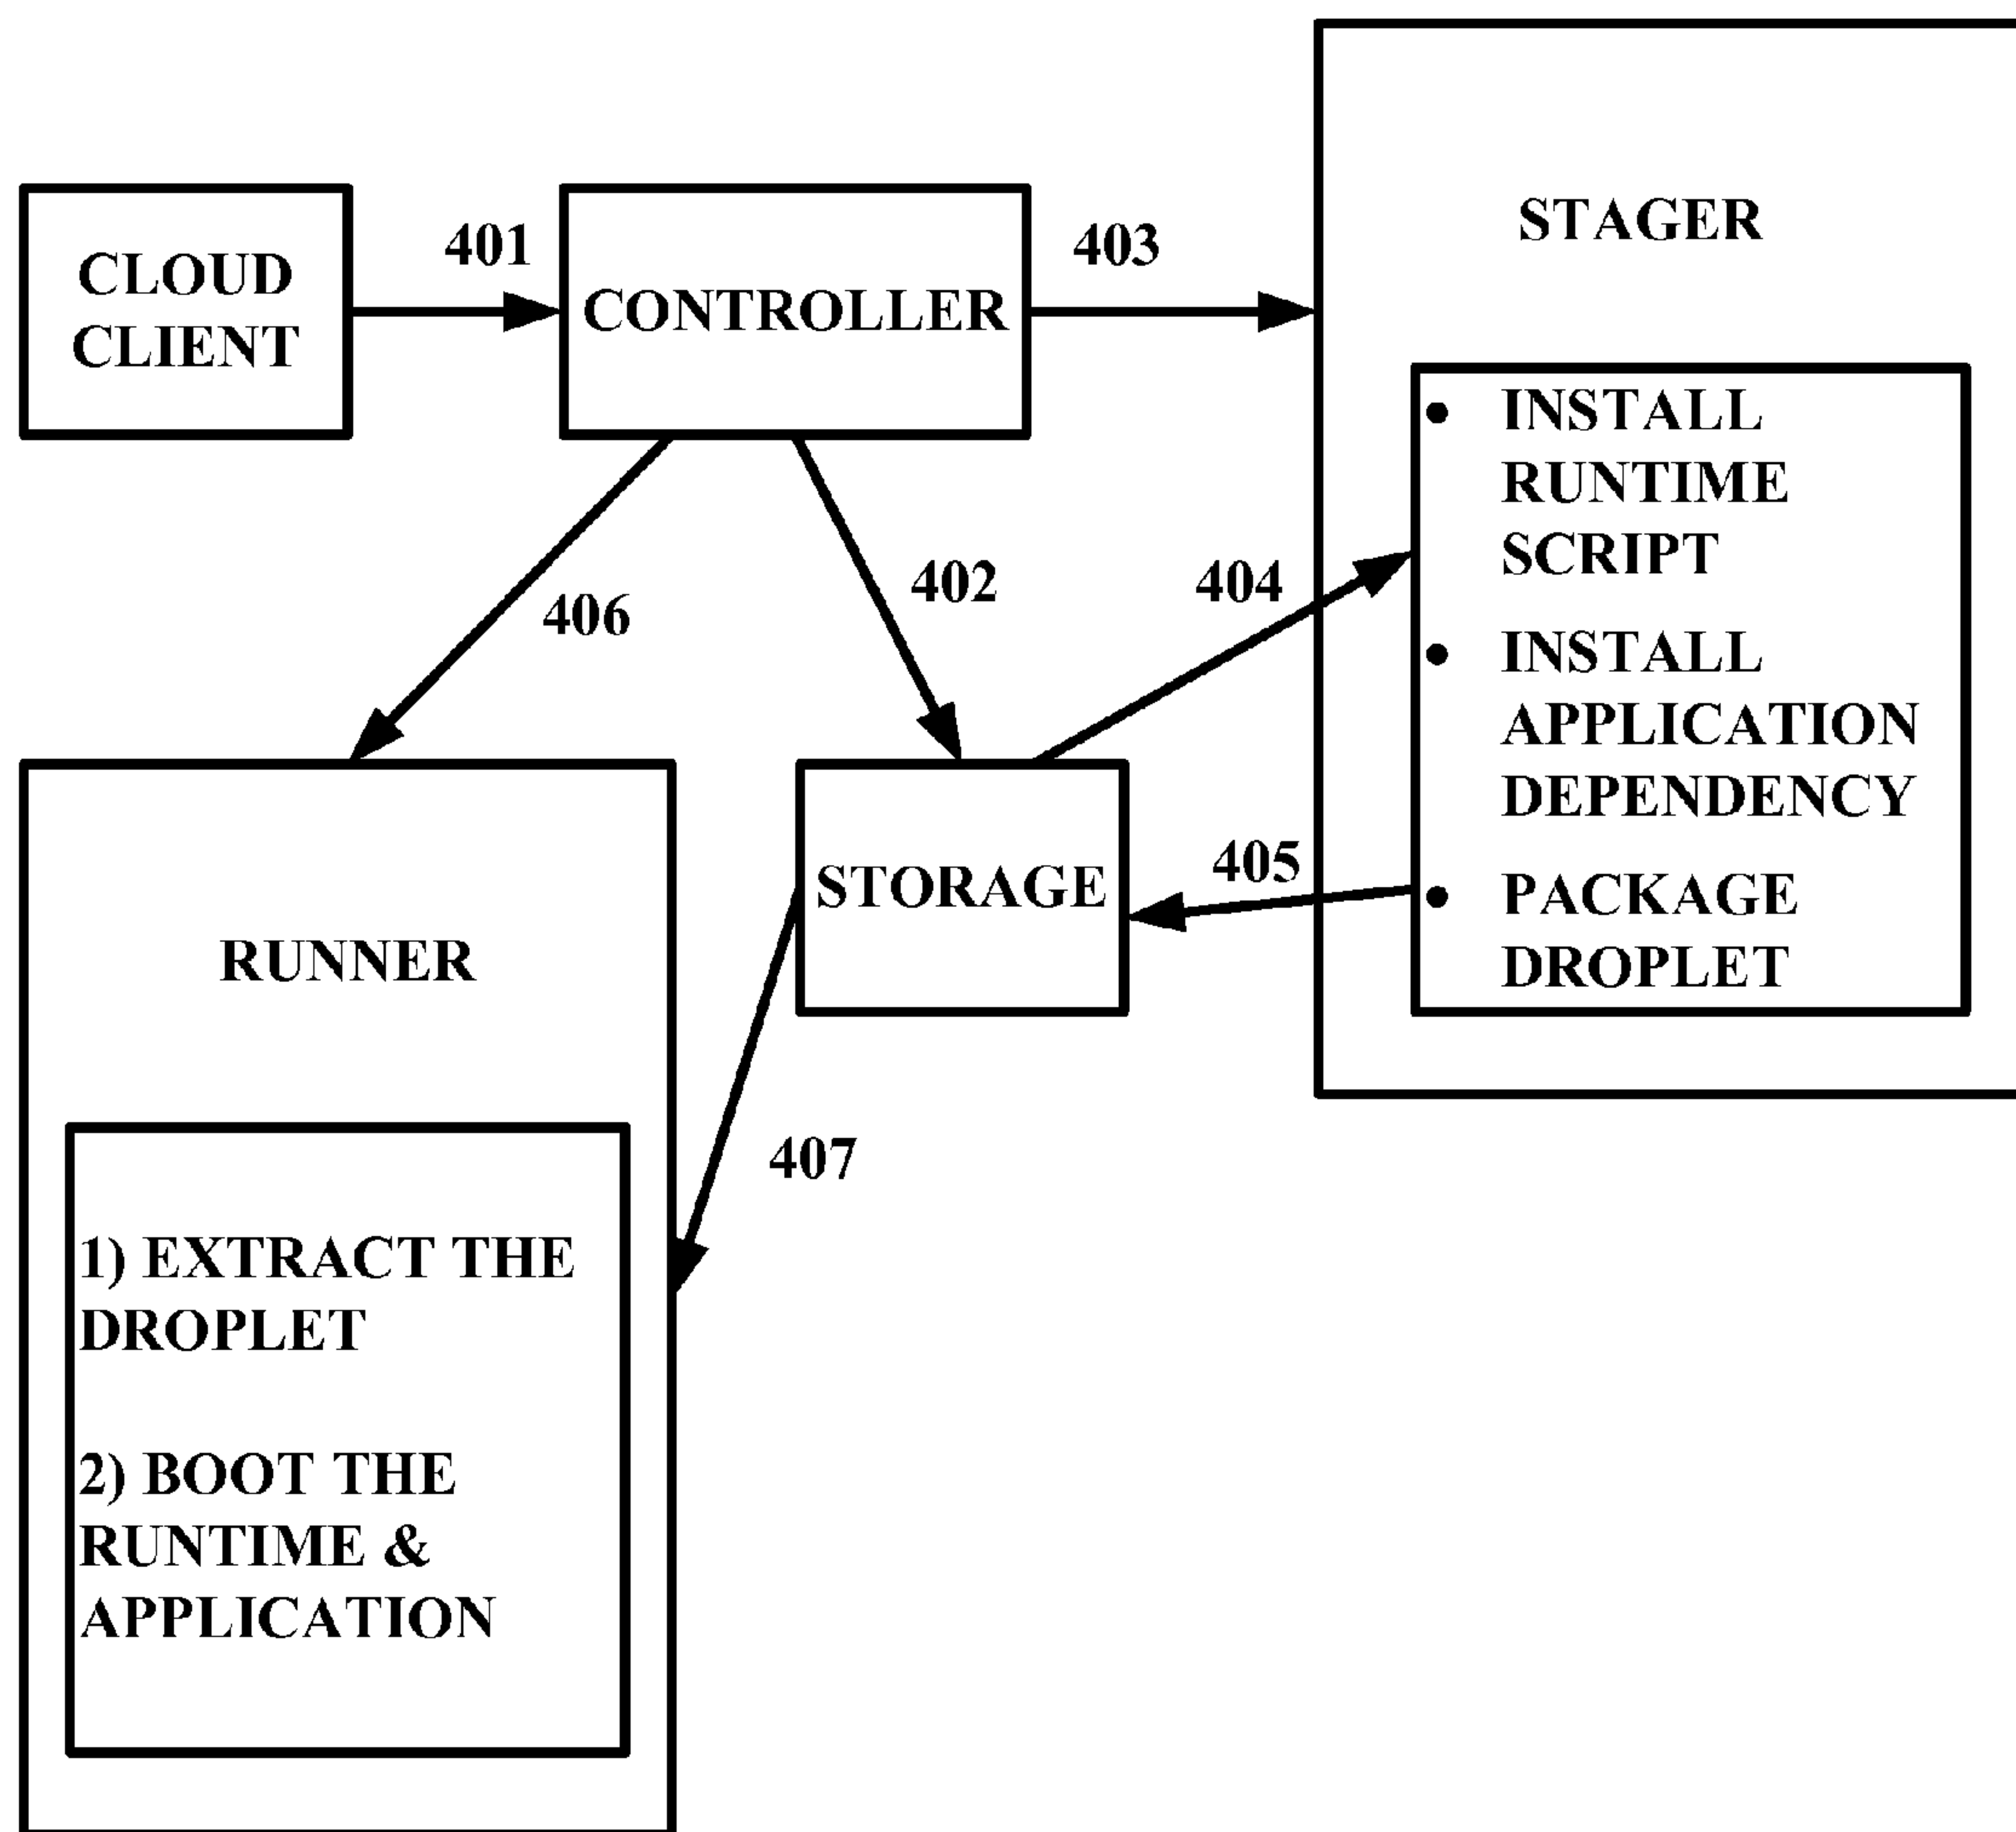 CLOUD
CLIENT
401
CONTROLLER
403
STAGER
INSTALL
RUNTIME
SCRIPT
INSTALL
APPLICATION
DEPENDENCY
PACKAGE
DROPLET
406
402
404
405
STORAGE
RUNNER
407
1) EXTRACT THE
DROPLET
2) BOOT THE
RUNTIME &
APPLICATION